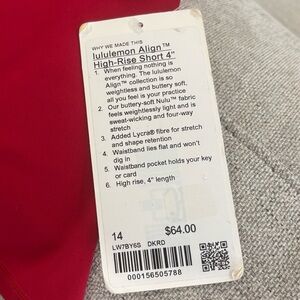 WHY WE MADE THIS
lululemon Align™
High-Rise Short 4"
1. When feeling nothing is
everything. The lululemon
Align™ collection is so
weightless and buttery soft,
all you feel is your practice
2. Our buttery-soft Nulu™ fabric
feels weightlessly light and is
sweat-wicking and four-way
stretch
3. Added Lycra® fibre for stretch
and shape retention
4. Waistband lies flat and won't
dig in
5. Waistband pocket holds your key
or card
6. High rise, 4" length
14 $64.00
LW7BY6S DKRD
000156505788